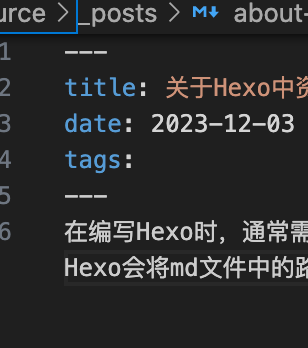 urce > _posts > about-
1 ---
2 title: 关于Hexo中资
3 date: 2023-12-03
4 tags:
5 ---
6 在编写Hexo时，通常需
Hexo会将md文件中的路